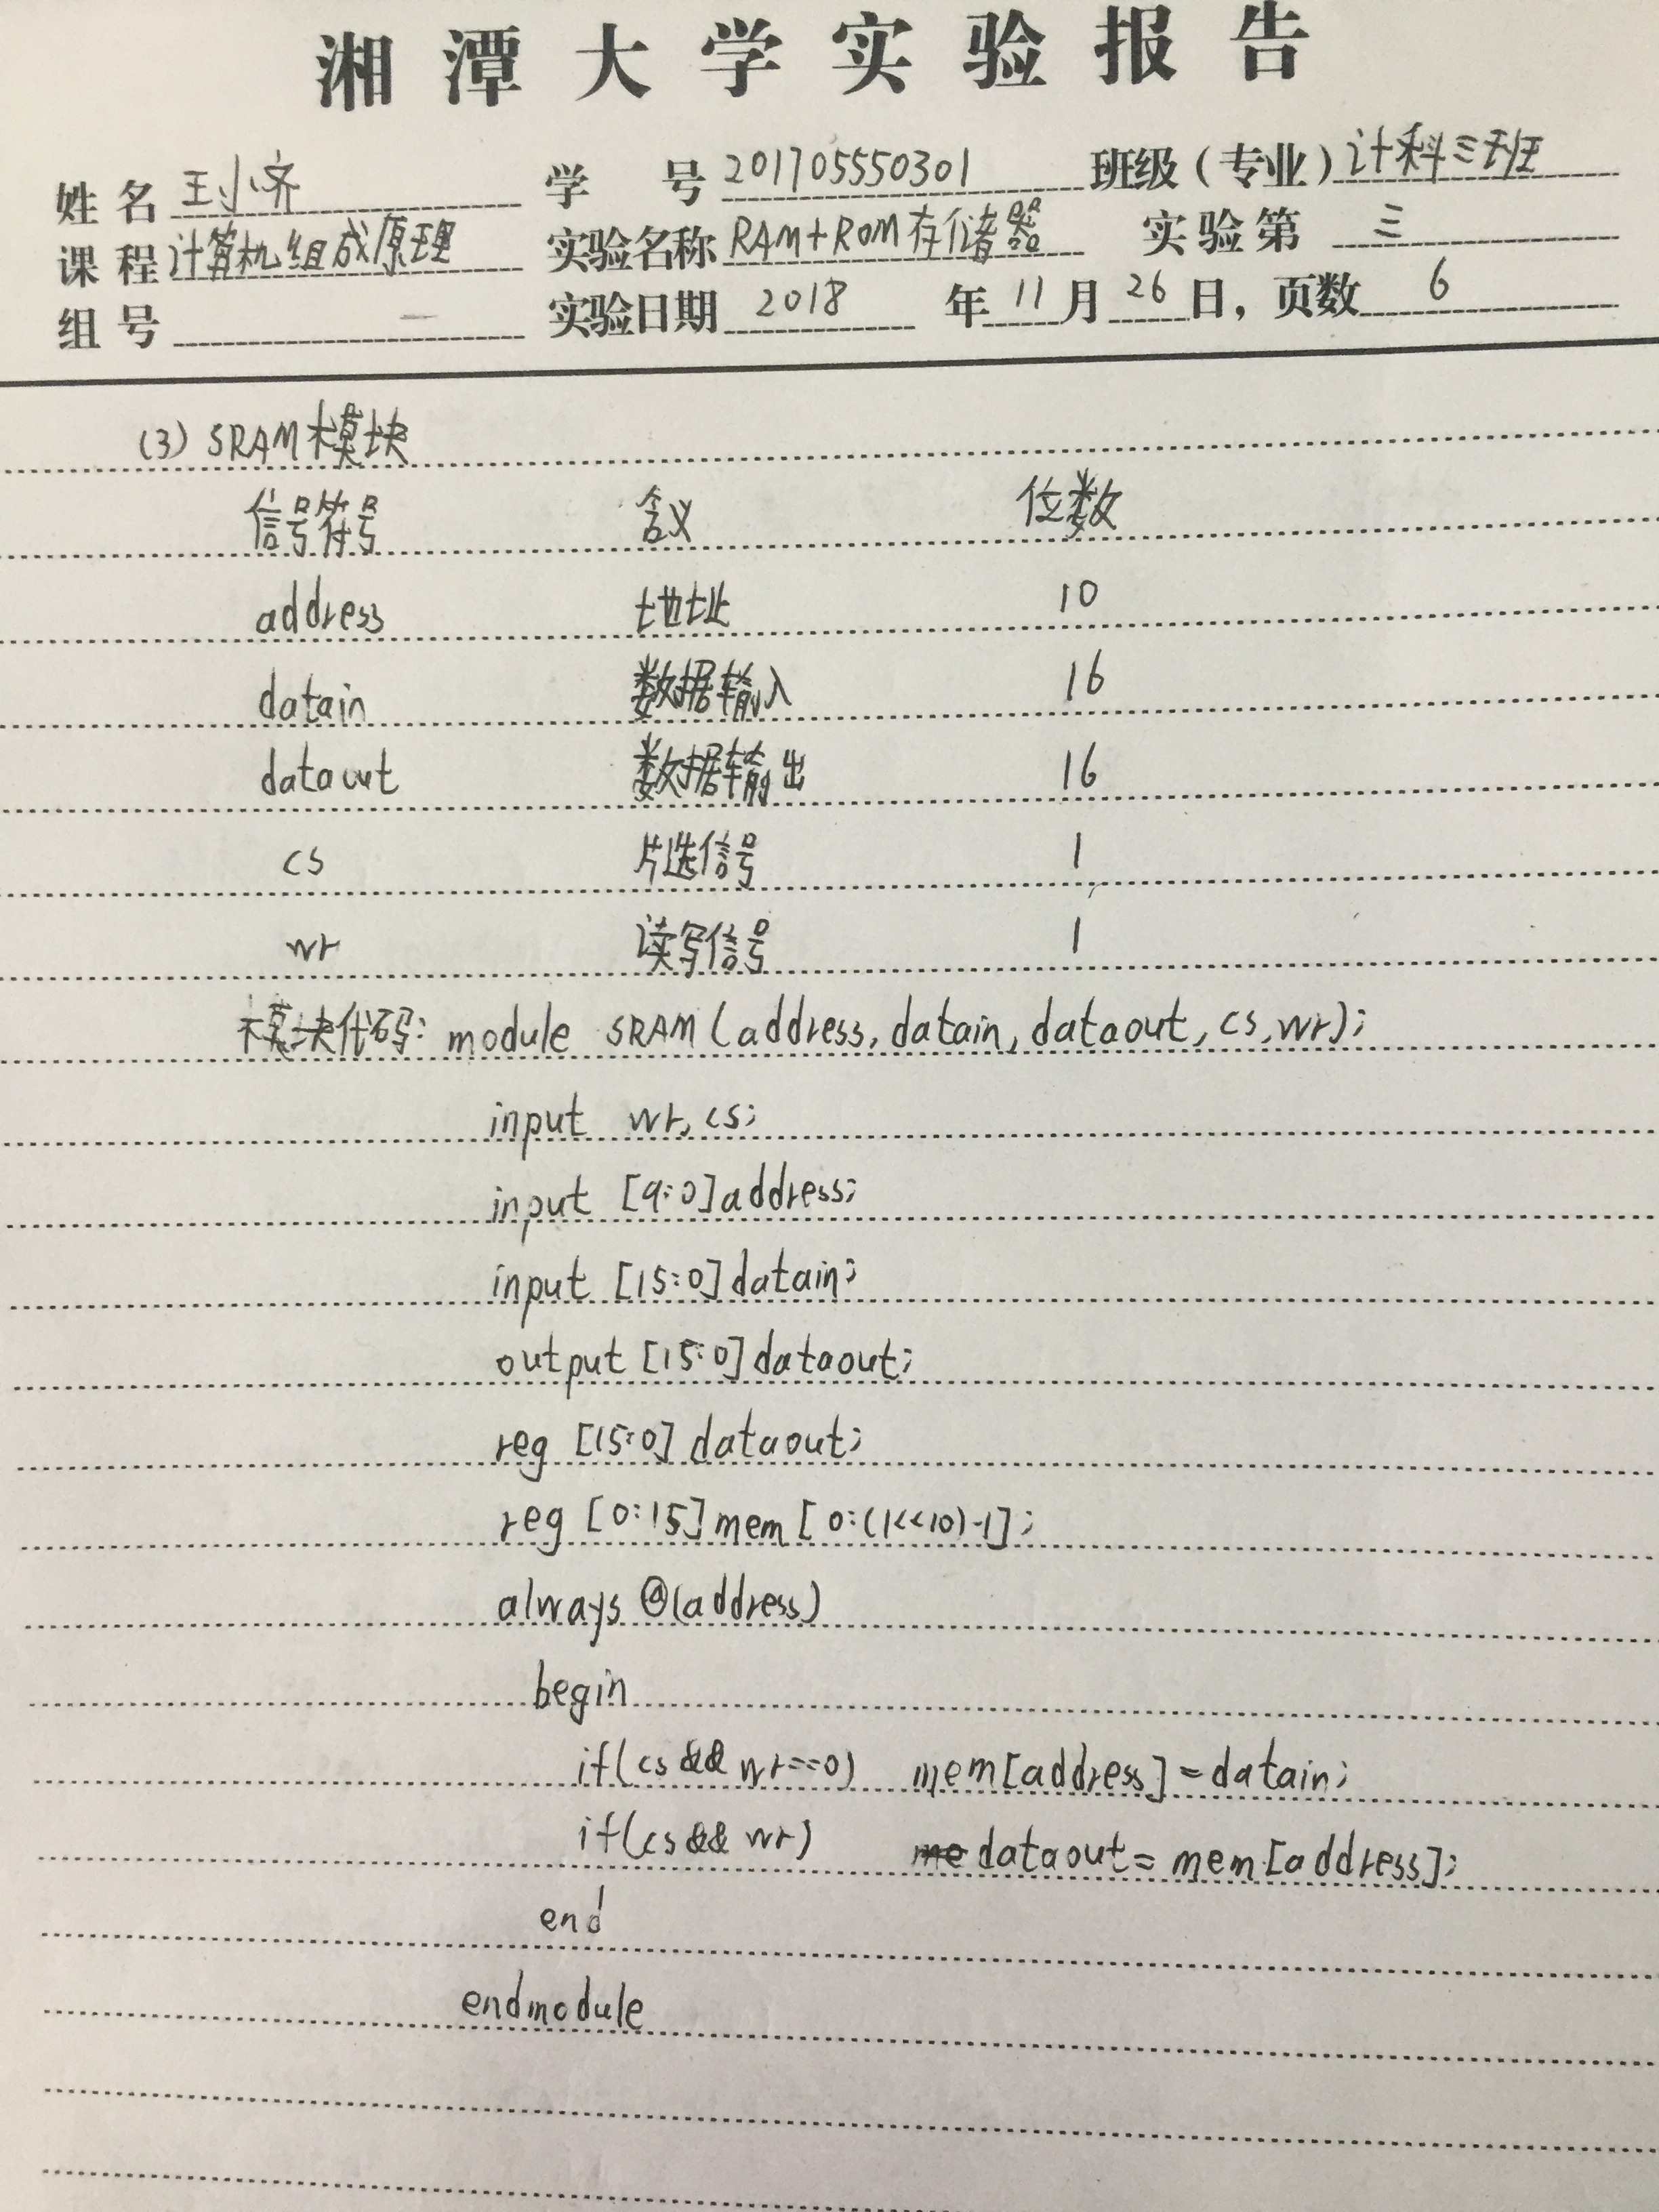 湘潭大学实验报告
姓名 王小济 学号 201705550301 班级(专业) 计科三班
课程 计算机组成原理 实验名称 RAM+ROM存储器 实验第 三
组号 一 实验日期 2018 年 11 月 26 日, 页数 6
(3) SRAM模块
信号符号 含义 位数
address 地址 10
datain 数据输入 16
dataout 数据输出 16
cs 片选信号 1
wr 读写信号 1
模块代码: module SRAM(address, datain, dataout, cs, wr);
input wr, cs;
input [9:0]address;
input [15:0]datain;
output [15:0]dataout;
reg [15:0] dataout;
reg [0:15] mem [0:(1<<10)-1];
always @(address)
begin
if(cs && wr==0) mem[address]=datain;
if(cs && wr) dataout= mem[address];
end
endmodule